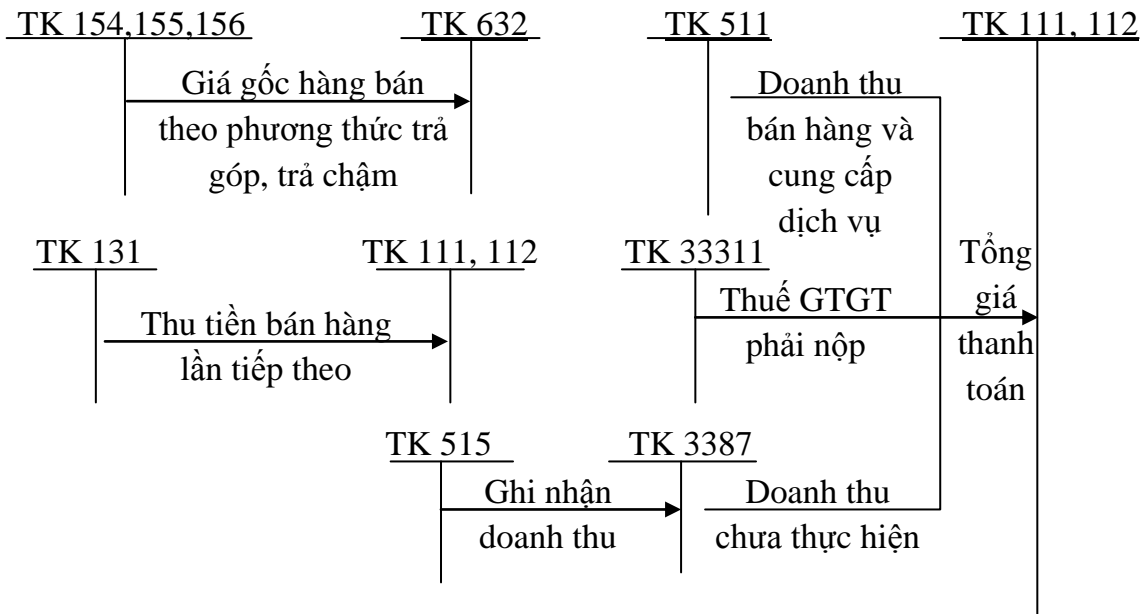 TK 154,155,156 TK 632 TK 511 TK 111, 112
Giá gốc hàng bán
theo phương thức trả
góp, trả chậm
Doanh thu
bán hàng và
cung cấp
dịch vụ
TK 131 TK 111, 112 TK 33311
Thu tiền bán hàng
lần tiếp theo
Thuế GTGT
phải nộp
Tổng
giá
thanh
toán
TK 515 TK 3387
Ghi nhận
doanh thu
Doanh thu
chưa thực hiện